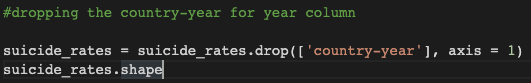 #dropping the country-year for year column
suicide_rates = suicide_rates.drop(['country-year'], axis = 1)
suicide_rates.shape